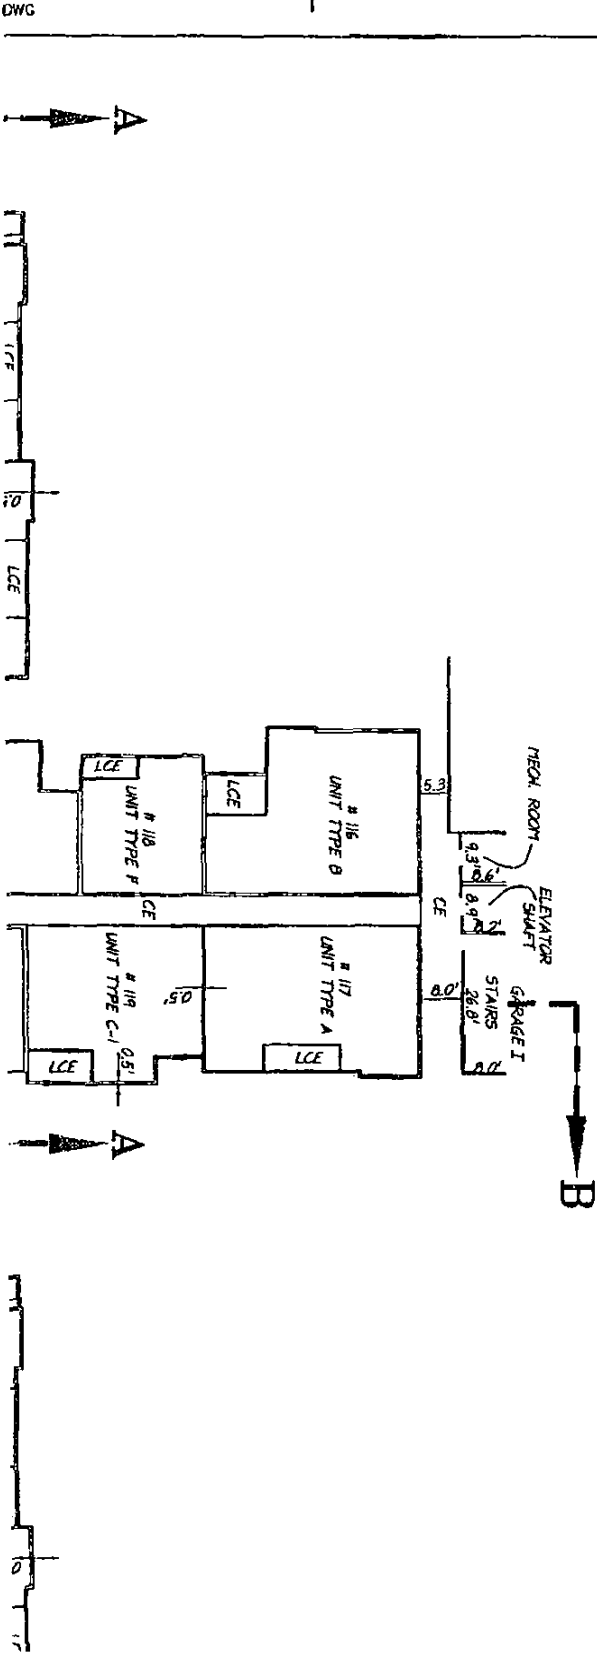 DWG
A
LCE
LCE
MECH. ROOM
ELEVATOR
SHAFT
GARAGE I
STAIRS
26.8'
8.0'
9.3'
8.6'
8.9'
8.2'
5.3
CE
8.0'
# 116
UNIT TYPE B
LCE
# 118
UNIT TYPE F
LCE
CE
# 117
UNIT TYPE A
LCE
0.5'
# 119
UNIT TYPE C-1
0.5'
LCE
A
B